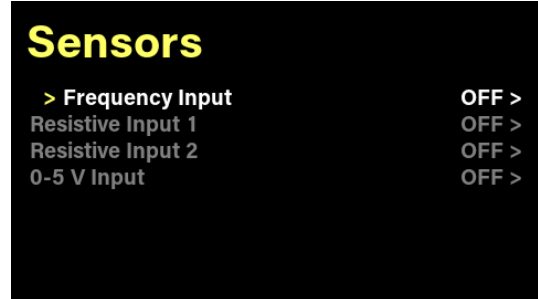 Sensors
> Frequency Input OFF >
Resistive Input 1 OFF >
Resistive Input 2 OFF >
0-5 V Input OFF >